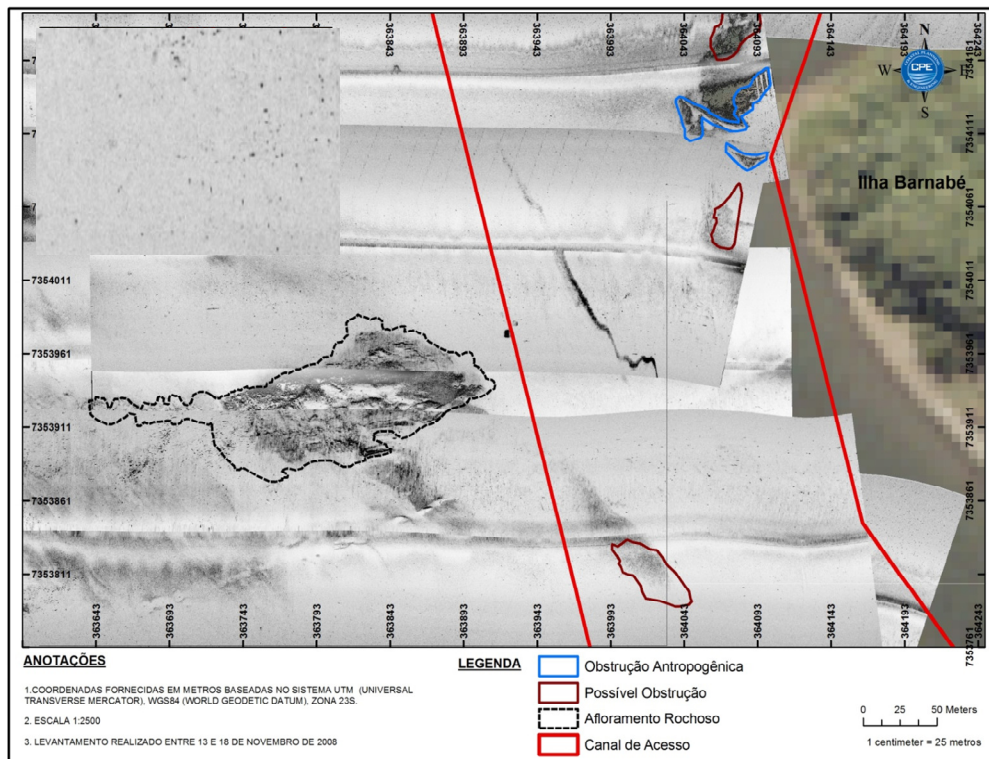 363843
363893
363943
363993
364043
364093
364143
364193
364243
7354161
N
W
CPE
S
7354111
Ilha Barnabé
7354061
7354011
7354011
7353961
7353961
7353911
7353911
7353861
7353861
7353811
7353811
363643
363693
363743
363793
363843
363893
363943
363993
364043
364093
364143
364193
364243
7353761
ANOTAÇÕES
1.COORDENADAS FORNECIDAS EM METROS BASEADAS NO SISTEMA UTM (UNIVERSAL
TRANSVERSE MERCATOR), WGS84 (WORLD GEODETIC DATUM), ZONA 23S.
2. ESCALA 1:2500
3. LEVANTAMENTO REALIZADO ENTRE 13 E 18 DE NOVEMBRO DE 2008
LEGENDA
Obstrução Antropogênica
Possível Obstrução
Afloramento Rochoso
Canal de Acesso
0 25 50 Meters
1 centimeter = 25 metros